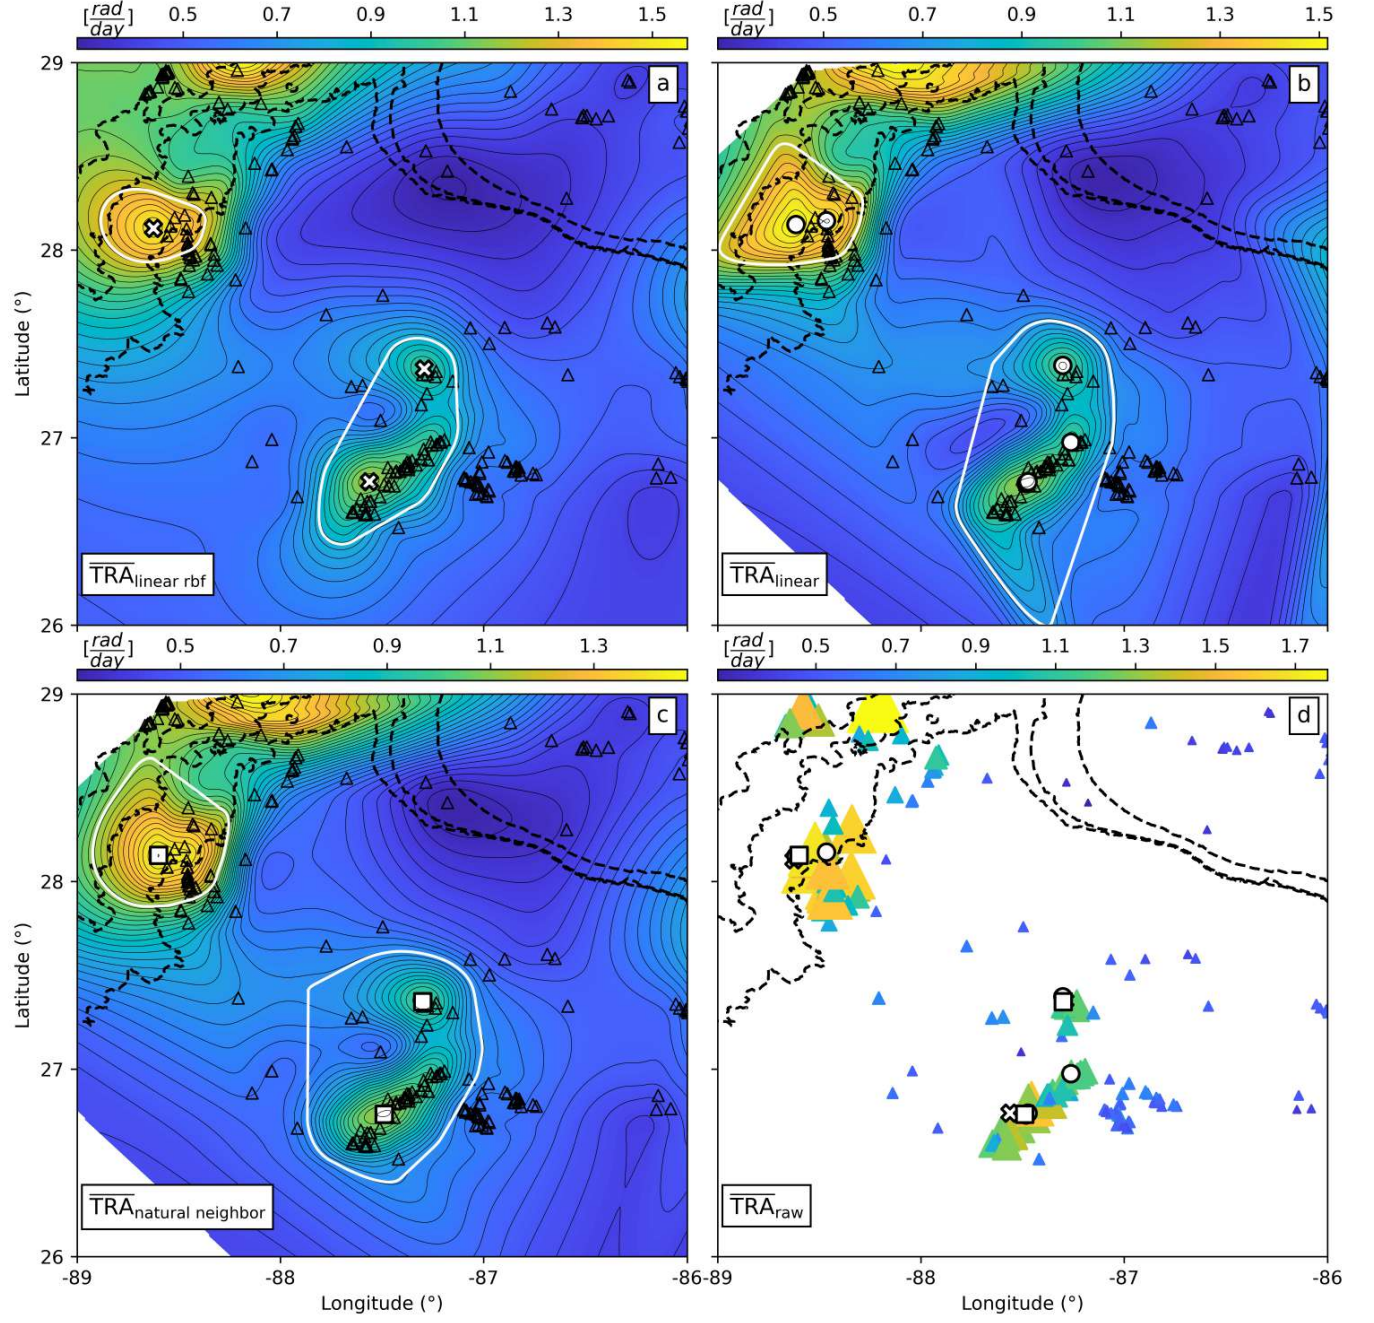 [rad/day] 0.5 0.7 0.9 1.1 1.3 1.5
[rad/day] 0.5 0.7 0.9 1.1 1.3 1.5
29
a
b
28
Latitude (°)
27
TRA linear rbf
TRA linear
26
[rad/day] 0.5 0.7 0.9 1.1 1.3
[rad/day] 0.5 0.7 0.9 1.1 1.3 1.5 1.7
29
c
d
28
Latitude (°)
27
TRA natural neighbor
TRA raw
26
-89 -88 -87 -86
-89 -88 -87 -86
Longitude (°)
Longitude (°)